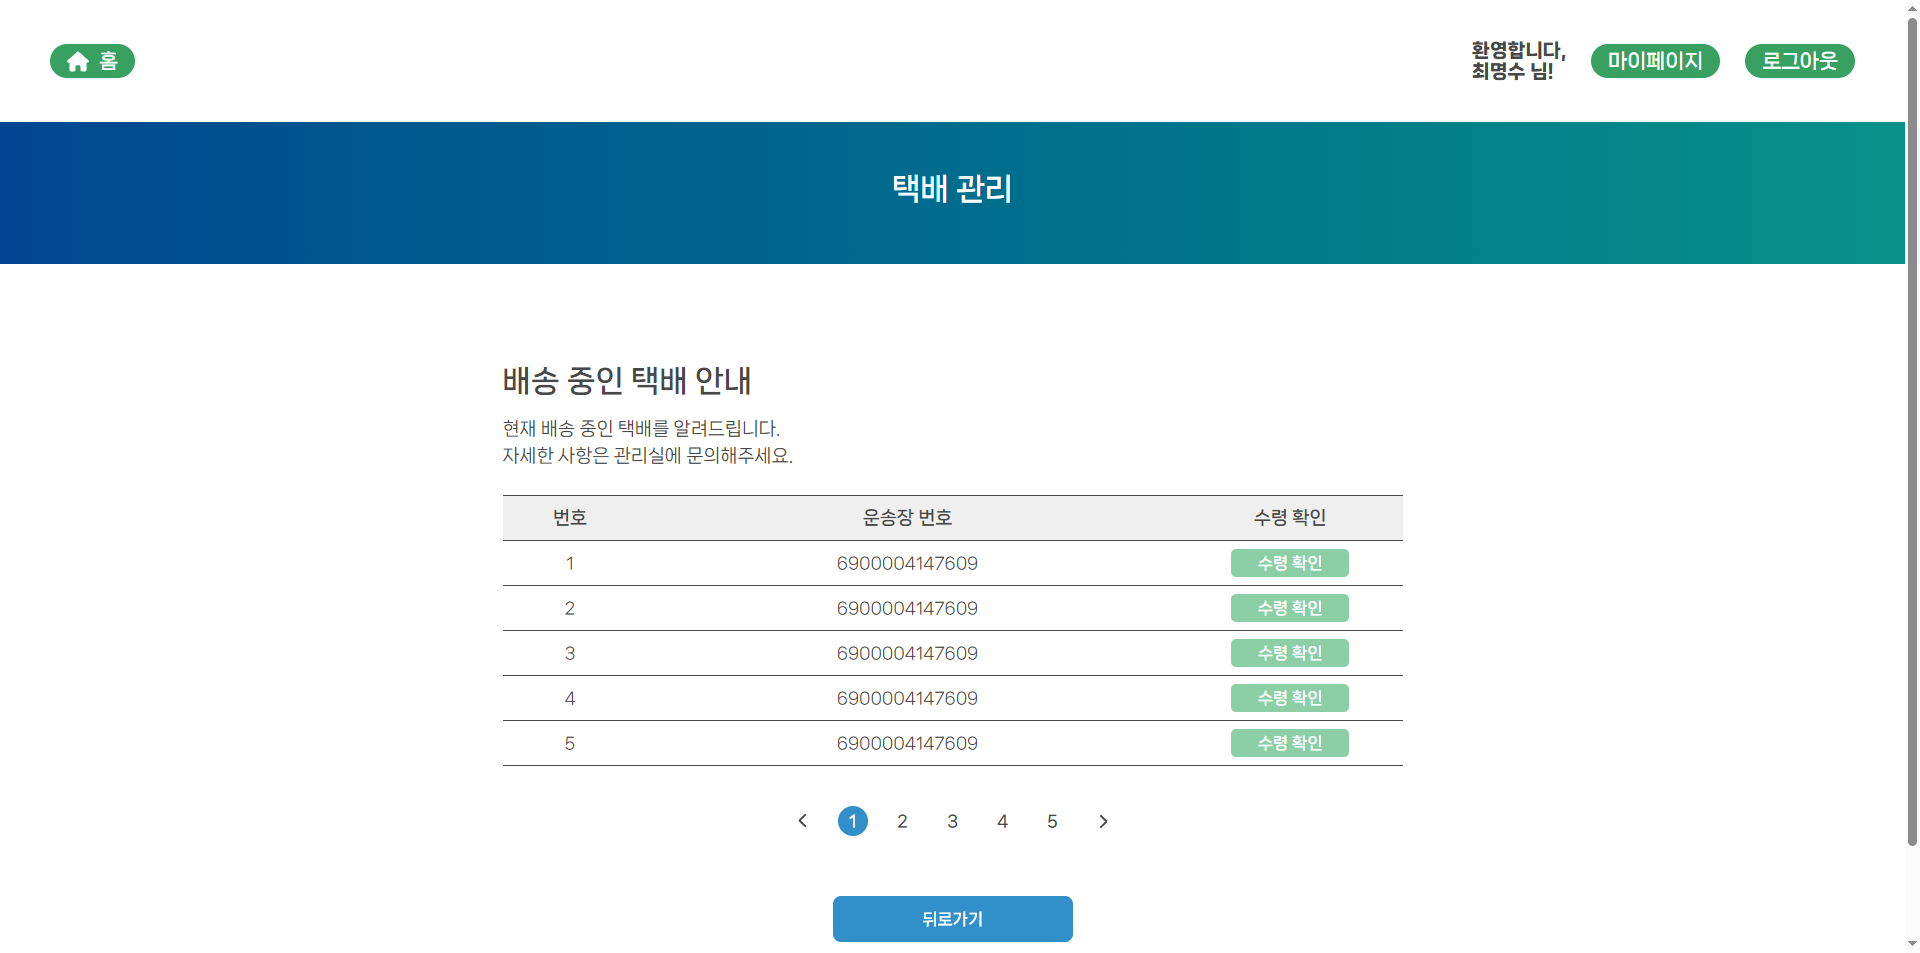 홈
환영합니다,
최명수 님!
마이페이지
로그아웃
택배 관리
배송 중인 택배 안내
현재 배송 중인 택배를 알려드립니다.
자세한 사항은 관리실에 문의해주세요.
번호 운송장 번호 수령 확인
1 6900004147609 수령 확인
2 6900004147609 수령 확인
3 6900004147609 수령 확인
4 6900004147609 수령 확인
5 6900004147609 수령 확인
1 2 3 4 5
뒤로가기